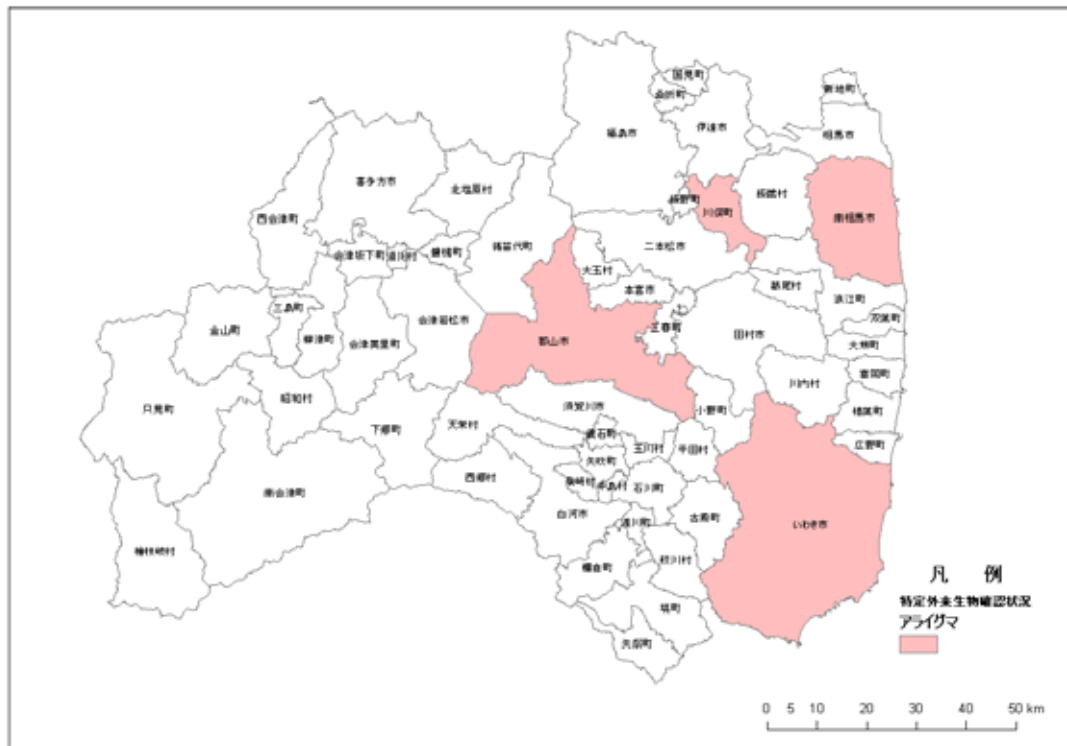 国見町
桑折町
新地町
福島市
伊達市
相馬市
喜多方市
北塩原村
飯舘村
川俣町
南相馬市
西会津町
猪苗代町
二本松市
会津坂下町
湯川村
磐梯町
大玉村
本宮市
葛尾村
浪江町
双葉町
三島町
金山町
会津若松市
三春町
田村市
大熊町
柳津町
会津美里町
郡山市
川内村
富岡町
只見町
昭和村
須賀川市
小野町
楢葉町
下郷町
天栄村
鏡石町
玉川村
平田村
広野町
矢吹町
西郷村
泉崎村
中島村
石川町
南会津町
白河市
浅川町
古殿町
いわき市
檜枝岐村
棚倉町
鮫川村
塙町
矢祭町
凡 例
特定外来生物確認状況
アライグマ
0 5 10 20 30 40 50 km